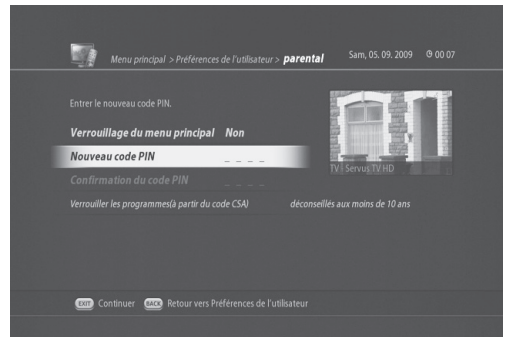 Menu principal > Préférences de l'utilisateur > parental
Sam, 05. 09. 2009 00 07
Entrer le nouveau code PIN.
Verrouillage du menu principal Non
Nouveau code PIN _ _ _ _
TV : Servus TV HD
Confirmation du code PIN _ _ _ _
Verrouiller les programmes(à partir du code CSA) déconseillés aux moins de 10 ans
EXIT Continuer BACK Retour vers Préférences de l'utilisateur